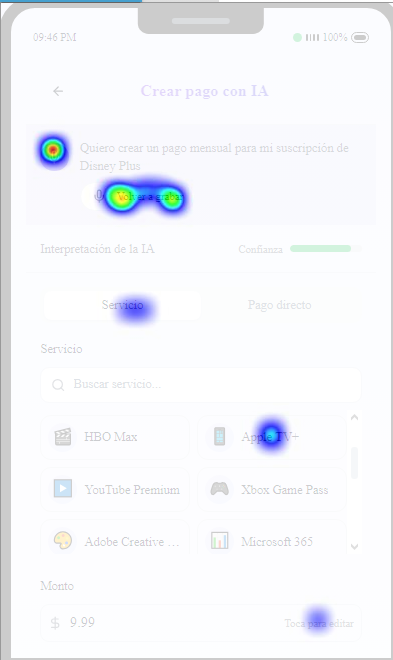 09:46 PM 100%
Crear pago con IA
Quiero crear un pago mensual para mi suscripción de
Disney Plus
Volver a grabar
Interpretación de la IA Confianza
Servicio Pago directo
Servicio
Buscar servicio...
HBO Max Apple TV+
YouTube Premium Xbox Game Pass
Adobe Creative ... Microsoft 365
Monto
$ 9.99 Toca para editar